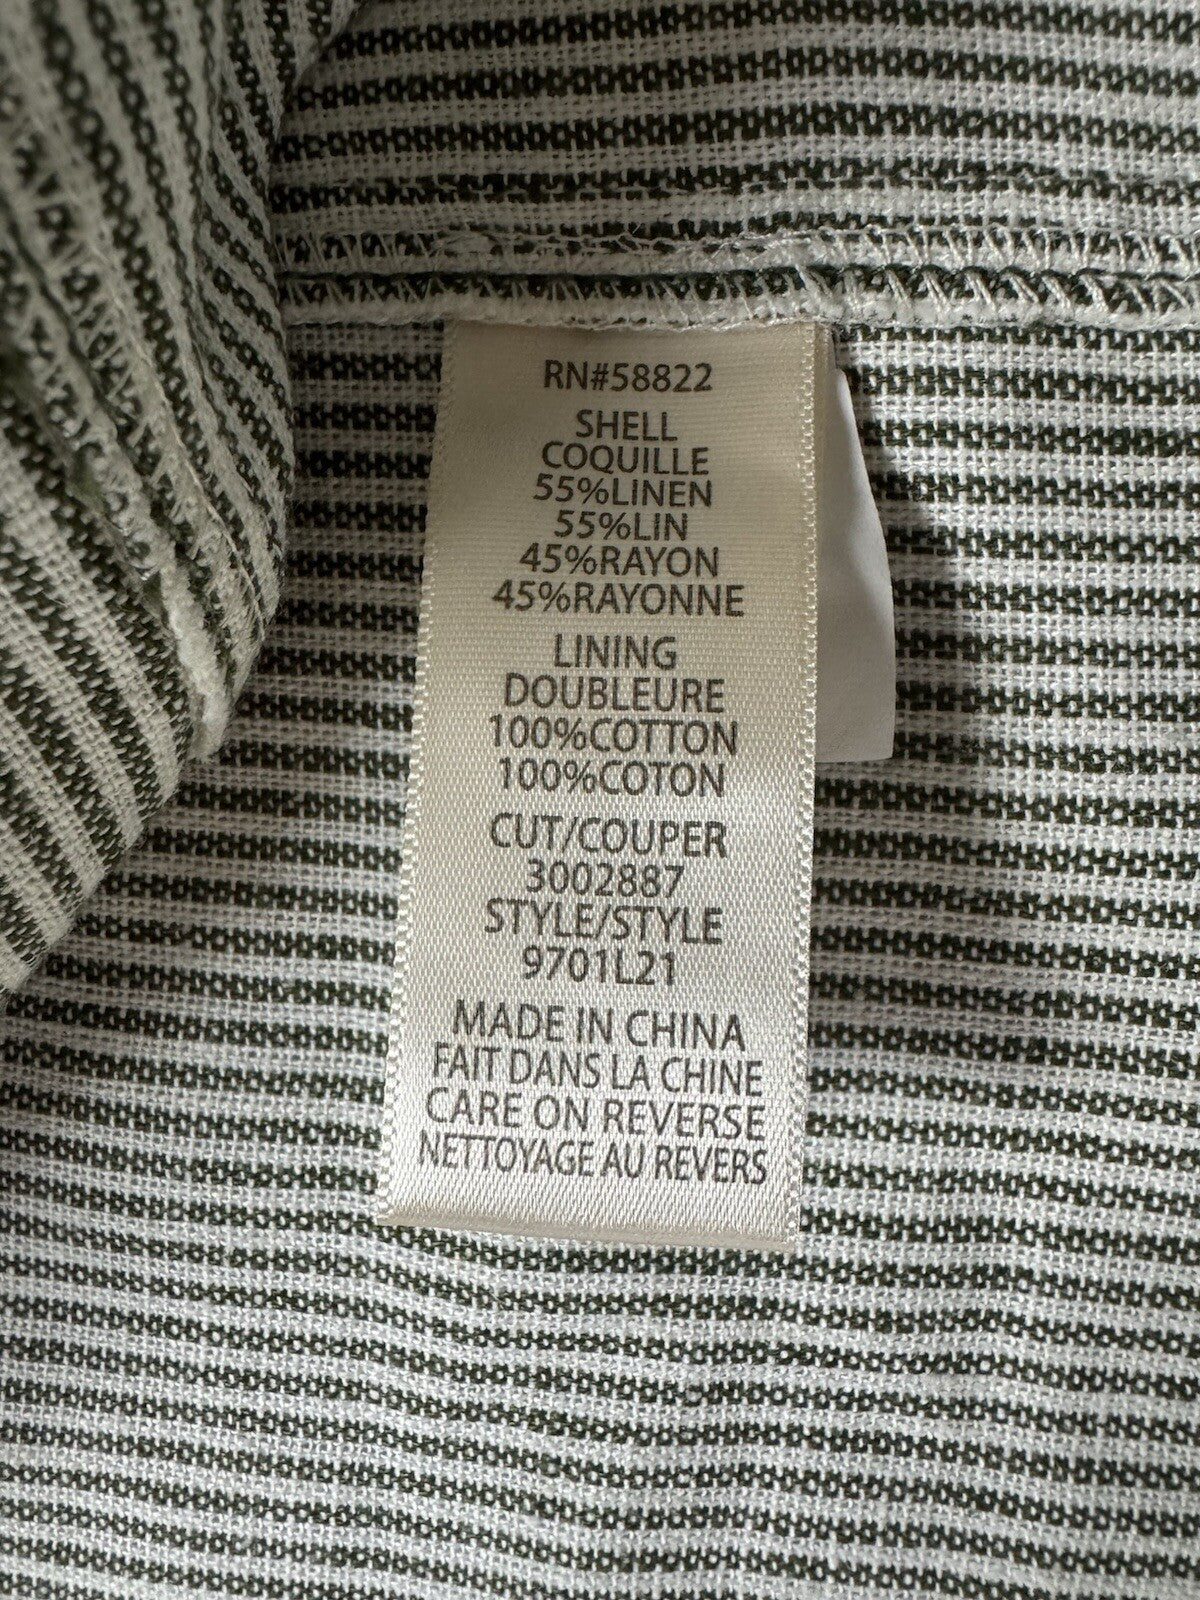 RN#58822
SHELL
COQUILLE
55%LINEN
55%LIN
45%RAYON
45%RAYONNE
LINING
DOUBLEURE
100%COTTON
100%COTON
CUT/COUPER
3002887
STYLE/STYLE
9701L21
MADE IN CHINA
FAIT DANS LA CHINE
CARE ON REVERSE
NETTOYAGE AU REVERS